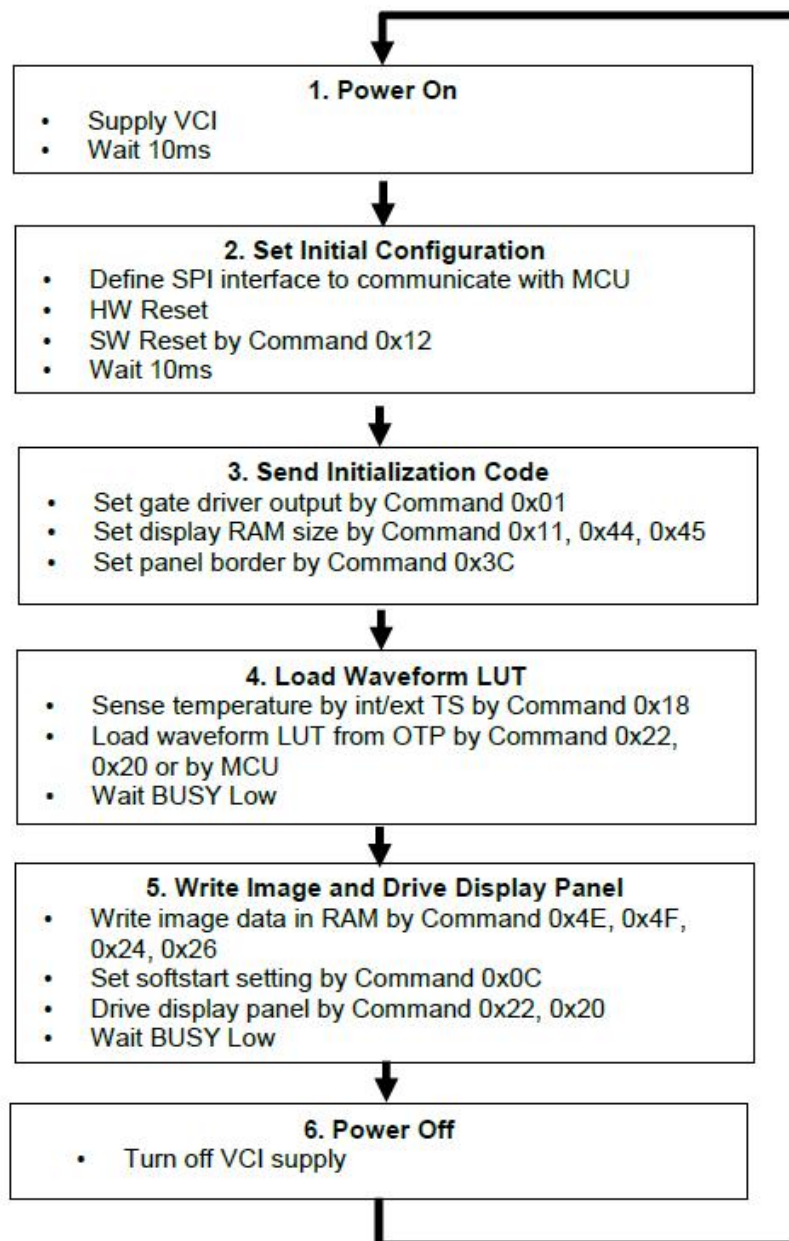 1. Power On
• Supply VCI
• Wait 10ms
2. Set Initial Configuration
• Define SPI interface to communicate with MCU
• HW Reset
• SW Reset by Command 0x12
• Wait 10ms
3. Send Initialization Code
• Set gate driver output by Command 0x01
• Set display RAM size by Command 0x11, 0x44, 0x45
• Set panel border by Command 0x3C
4. Load Waveform LUT
• Sense temperature by int/ext TS by Command 0x18
• Load waveform LUT from OTP by Command 0x22,
0x20 or by MCU
• Wait BUSY Low
5. Write Image and Drive Display Panel
• Write image data in RAM by Command 0x4E, 0x4F,
0x24, 0x26
• Set softstart setting by Command 0x0C
• Drive display panel by Command 0x22, 0x20
• Wait BUSY Low
6. Power Off
• Turn off VCI supply